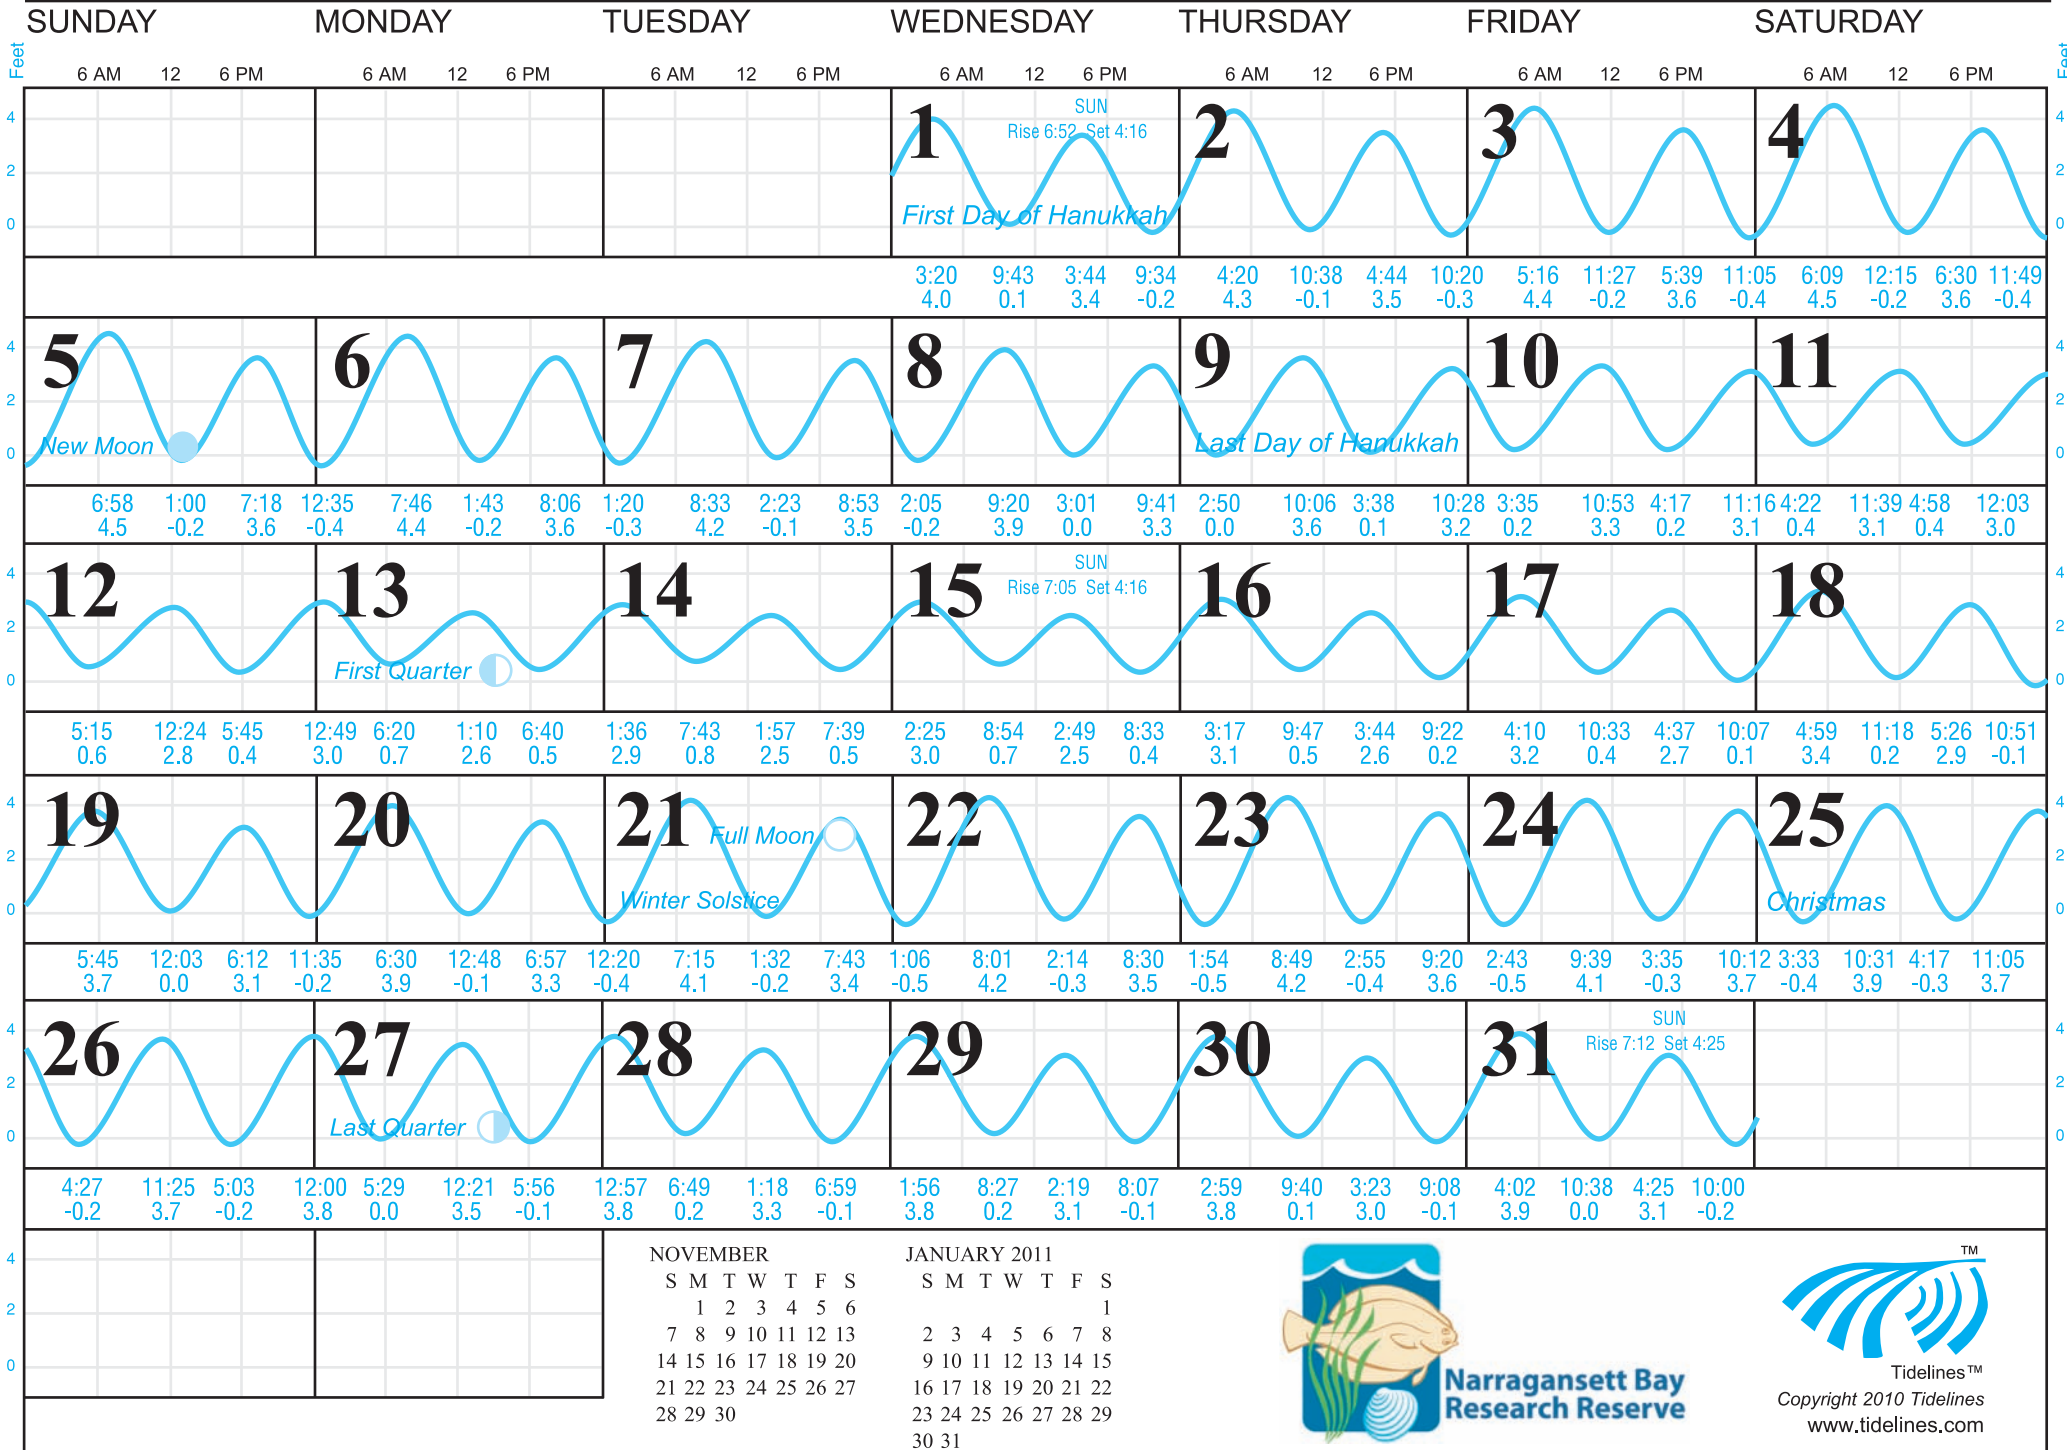 SUNDAY MONDAY TUESDAY WEDNESDAY THURSDAY FRIDAY SATURDAY
Feet 6 AM 12 6 PM 6 AM 12 6 PM 6 AM 12 6 PM 6 AM 12 6 PM 6 AM 12 6 PM 6 AM 12 6 PM 6 AM 12 6 PM Feet
1 2 3 4
SUN
4 Rise 6:52 Set 4:16 4
2 2
First Day of Hanukkah
0 0
3:20 9:43 3:44 9:34 4:20 10:38 4:44 10:20 5:16 11:27 5:39 11:05 6:09 12:15 6:30 11:49
4.0 0.1 3.4 -0.2 4.3 -0.1 3.5 -0.3 4.4 -0.2 3.6 -0.4 4.5 -0.2 3.6 -0.4
4 4
5 6 7 8 9 10 11
2 2
New Moon Last Day of Hanukkah
0 0
6:58 1:00 7:18 12:35 7:46 1:43 8:06 1:20 8:33 2:23 8:53 2:05 9:20 3:01 9:41 2:50 10:06 3:38 10:28 3:35 10:53 4:17 11:16 4:22 11:39 4:58 12:03
4.5 -0.2 3.6 -0.4 4.4 -0.2 3.6 -0.3 4.2 -0.1 3.5 -0.2 3.9 0.0 3.3 0.0 3.6 0.1 3.2 0.2 3.3 0.2 3.1 0.4 3.1 0.4 3.0
SUN
4 4
12 13 14 15 Rise 7:05 Set 4:16 16 17 18
2 2
First Quarter
0 0
5:15 12:24 5:45 12:49 6:20 1:10 6:40 1:36 7:43 1:57 7:39 2:25 8:54 2:49 8:33 3:17 9:47 3:44 9:22 4:10 10:33 4:37 10:07 4:59 11:18 5:26 10:51
0.6 2.8 0.4 3.0 0.7 2.6 0.5 2.9 0.8 2.5 0.5 3.0 0.7 2.5 0.4 3.1 0.5 2.6 0.2 3.2 0.4 2.7 0.1 3.4 0.2 2.9 -0.1
4 4
19 20 21 Full Moon 22 23 24 25
2 2
Winter Solstice Christmas
0 0
5:45 12:03 6:12 11:35 6:30 12:48 6:57 12:20 7:15 1:32 7:43 1:06 8:01 2:14 8:30 1:54 8:49 2:55 9:20 2:43 9:39 3:35 10:12 3:33 10:31 4:17 11:05
3.7 0.0 3.1 -0.2 3.9 -0.1 3.3 -0.4 4.1 -0.2 3.4 -0.5 4.2 -0.3 3.5 -0.5 4.2 -0.4 3.6 -0.5 4.1 -0.3 3.7 -0.4 3.9 -0.3 3.7
SUN
4 4
26 27 28 29 30 31 Rise 7:12 Set 4:25
2 2
Last Quarter
0 0
4:27 11:25 5:03 12:00 5:29 12:21 5:56 12:57 6:49 1:18 6:59 1:56 8:27 2:19 8:07 2:59 9:40 3:23 9:08 4:02 10:38 4:25 10:00
-0.2 3.7 -0.2 3.8 0.0 3.5 -0.1 3.8 0.2 3.3 -0.1 3.8 0.2 3.1 -0.1 3.8 0.1 3.0 -0.1 3.9 0.0 3.1 -0.2
4
2
0
NOVEMBER
S M T W T F S
1 2 3 4 5 6
7 8 9 10 11 12 13
14 15 16 17 18 19 20
21 22 23 24 25 26 27
28 29 30
JANUARY 2011
S M T W T F S
1
2 3 4 5 6 7 8
9 10 11 12 13 14 15
16 17 18 19 20 21 22
23 24 25 26 27 28 29
30 31
Narragansett Bay
Research Reserve
TM
Tidelines™
Copyright 2010 Tidelines
www.tidelines.com